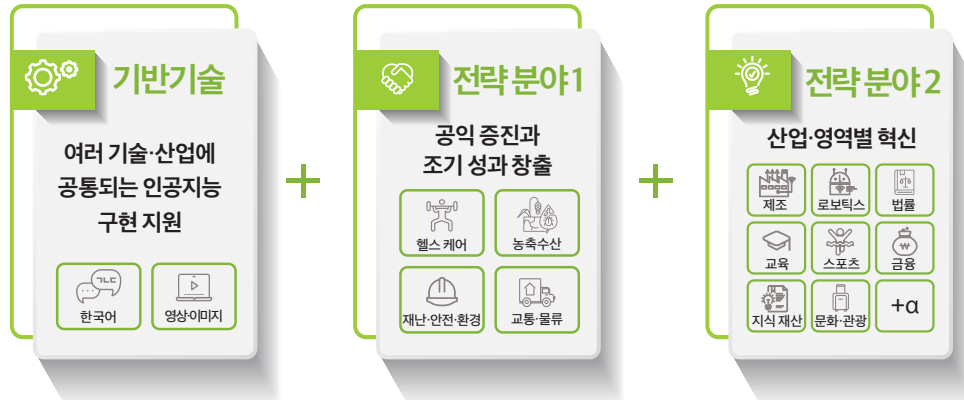 기반기술
여러 기술·산업에
공통되는 인공지능
구현 지원
ㄱㄴㄷ
한국어
영상·이미지
+
전략 분야 1
공익 증진과
조기 성과 창출
헬스 케어
농축수산
재난·안전·환경
교통·물류
+
전략 분야 2
산업·영역별 혁신
제조
로보틱스
법률
교육
스포츠
₩
금융
지식 재산
문화·관광
+α